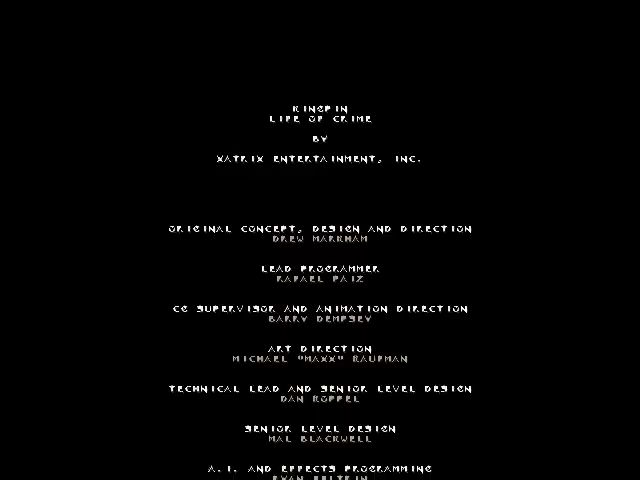 KINGPIN
LIFE OF CRIME
BY
XATRIX ENTERTAINMENT, INC.
ORIGINAL CONCEPT, DESIGN AND DIRECTION
DREW MARKHAM
LEAD PROGRAMMER
RAFAEL PAIZ
CG SUPERVISOR AND ANIMATION DIRECTION
BARRY DEMPSEY
ART DIRECTION
MICHAEL "MAXX" KAUFMAN
TECHNICAL LEAD AND SENIOR LEVEL DESIGN
DAN KOPPEL
SENIOR LEVEL DESIGN
MAL BLACKWELL
A.I. AND EFFECTS PROGRAMMING
RYAN